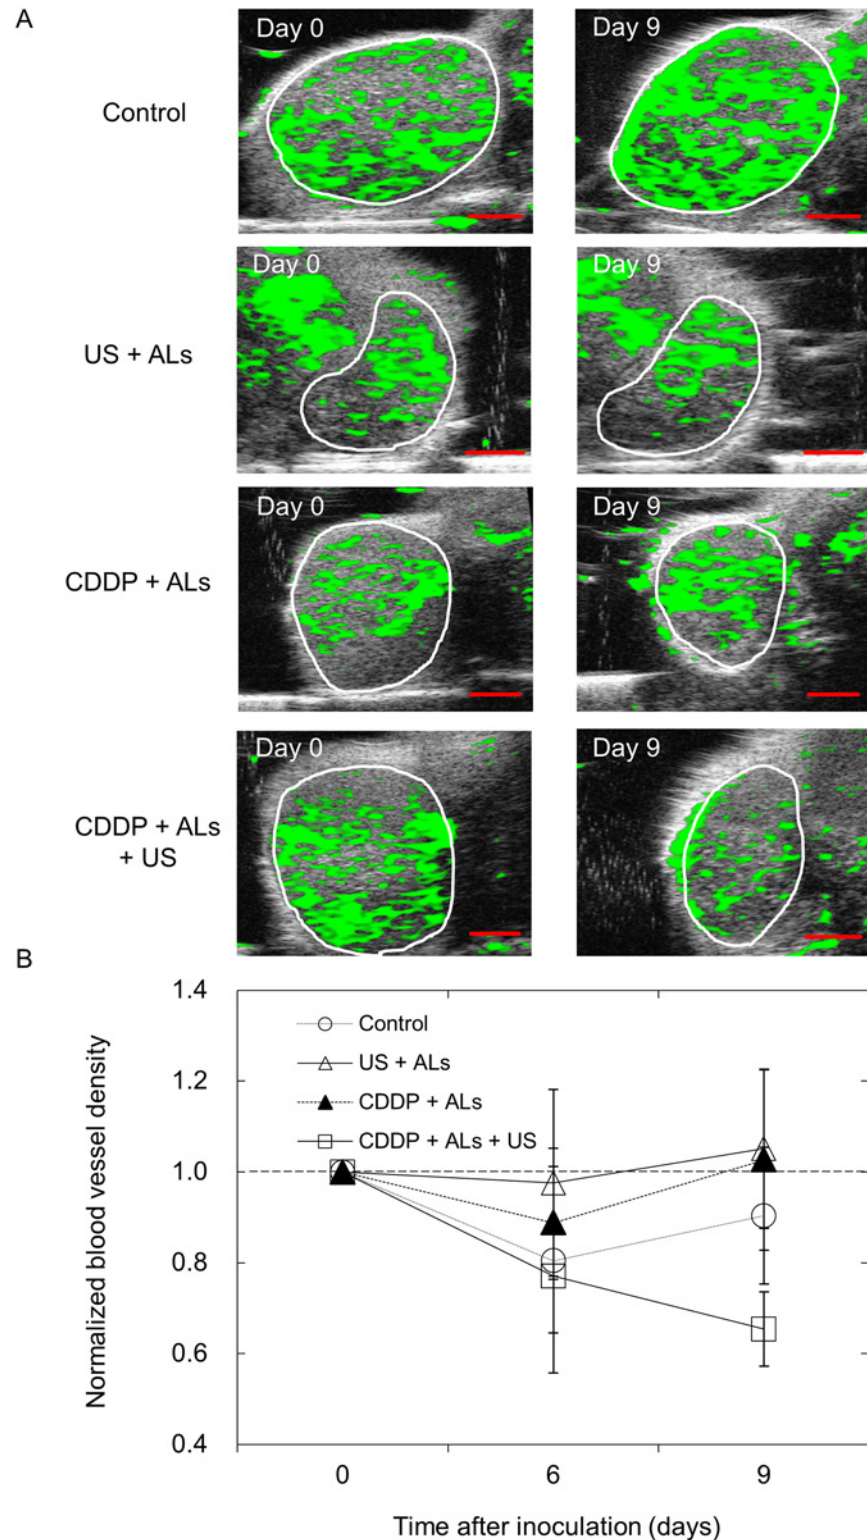 A
Day 0
Day 9
Control
Day 0
Day 9
US + ALs
Day 0
Day 9
CDDP + ALs
Day 0
Day 9
CDDP + ALs
+ US
B
1.4
1.2
1.0
0.8
0.6
0.4
Normalized blood vessel density
Control
US + ALs
CDDP + ALs
CDDP + ALs + US
0
6
9
Time after inoculation (days)